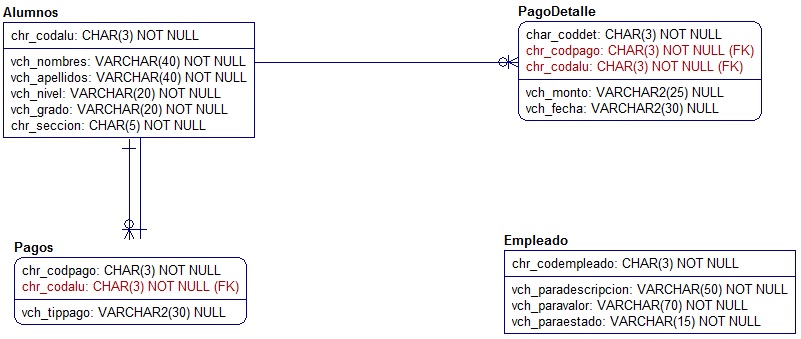 Alumnos
chr_codalu: CHAR(3) NOT NULL
vch_nombres: VARCHAR(40) NOT NULL
vch_apellidos: VARCHAR(40) NOT NULL
vch_nivel: VARCHAR(20) NOT NULL
vch_grado: VARCHAR(20) NOT NULL
chr_seccion: CHAR(5) NOT NULL
PagoDetalle
char_coddet: CHAR(3) NOT NULL
chr_codpago: CHAR(3) NOT NULL (FK)
chr_codalu: CHAR(3) NOT NULL (FK)
vch_monto: VARCHAR2(25) NULL
vch_fecha: VARCHAR2(30) NULL
Pagos
chr_codpago: CHAR(3) NOT NULL
chr_codalu: CHAR(3) NOT NULL (FK)
vch_tippago: VARCHAR2(30) NULL
Empleado
chr_codempleado: CHAR(3) NOT NULL
vch_paradescripcion: VARCHAR(50) NOT NULL
vch_paravalor: VARCHAR(70) NOT NULL
vch_paraestado: VARCHAR(15) NOT NULL